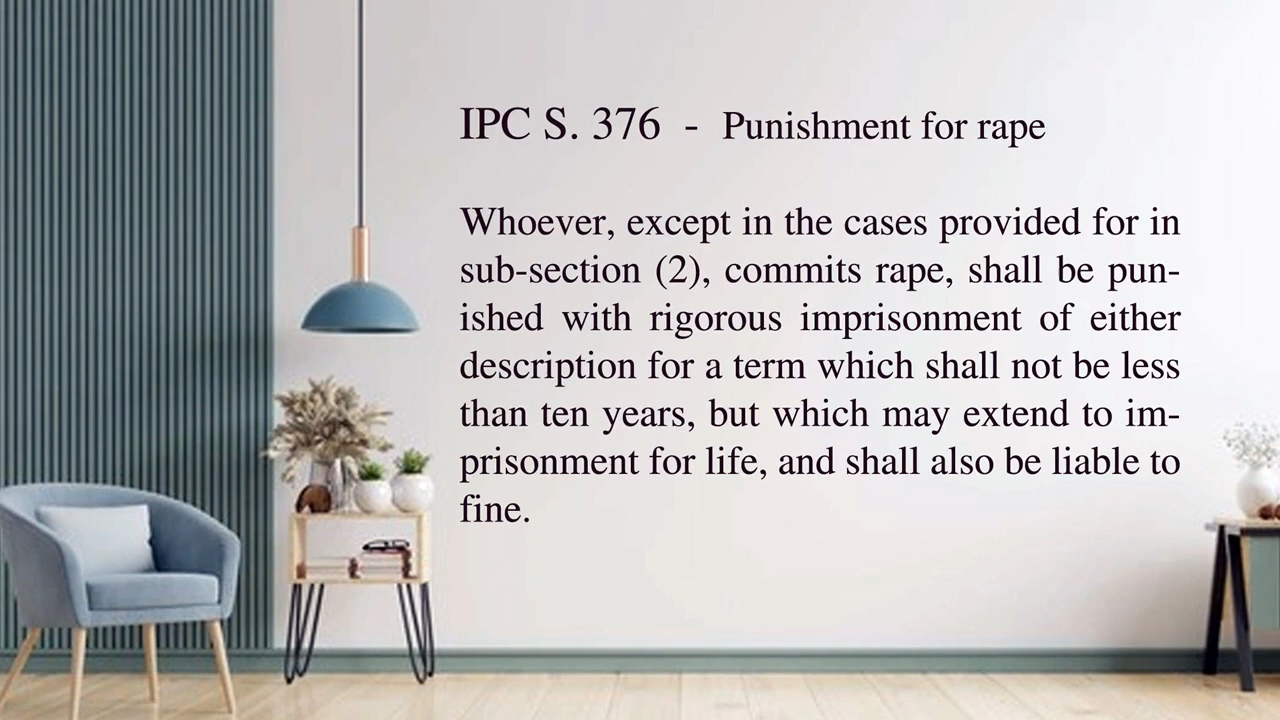 IPC S. 376 - Punishment for rape
Whoever, except in the cases provided for in
sub-section (2), commits rape, shall be pun-
ished with rigorous imprisonment of either
description for a term which shall not be less
than ten years, but which may extend to im-
prisonment for life, and shall also be liable to
fine.